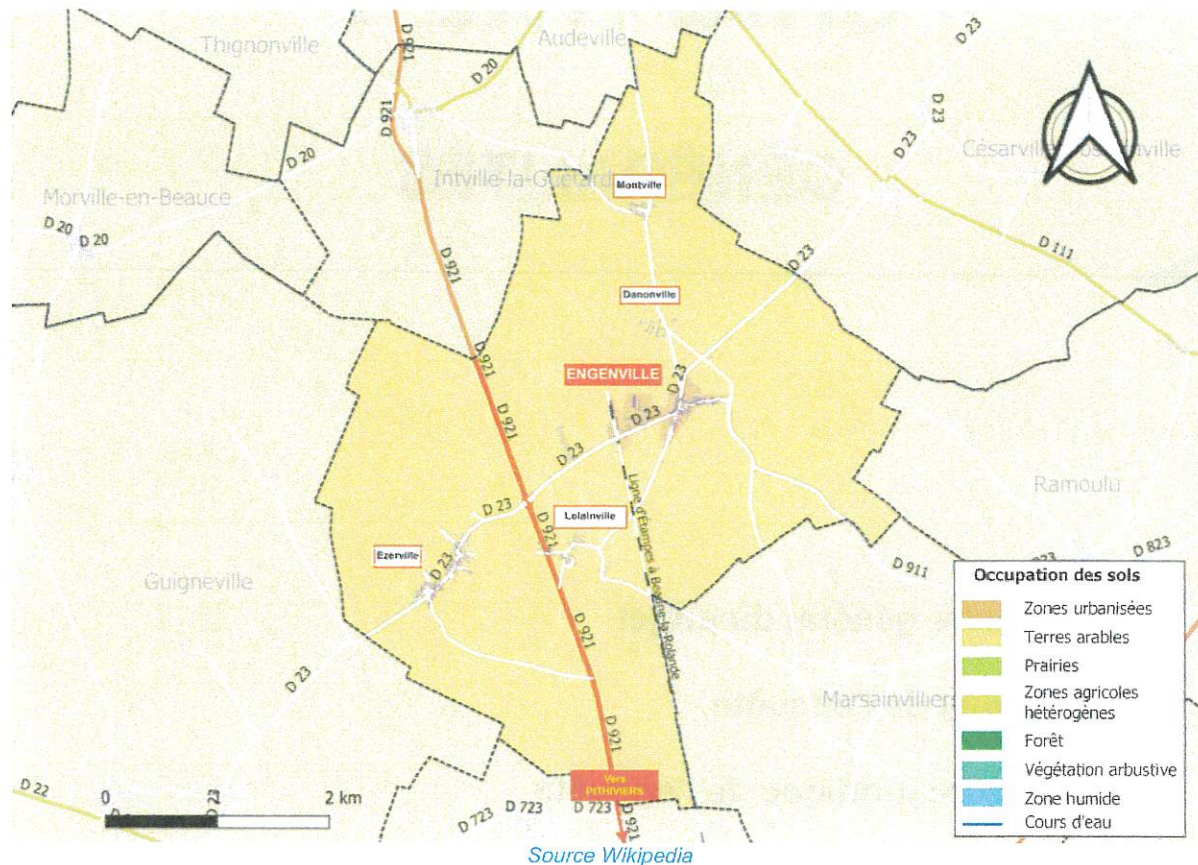 D 921
Thignonville
Audeville
D 20
D 23
D 921
D 23
D 23
D 20
Intville-la-Guétard
Morville-en-Beauce
Montville
D 20
D 20
D 111
D 921
D 23
Danonville
D 921
ENGENVILLE
D 23
D 921
D 23
D 23
Ligne d'Étampes à Beaune-la-Rolande
Ramoulu
D 23
Lolainville
D 921
Ezerville
D 23
D 911
D 823
Guigneville
D 921
D 23
Marsainvilliers
D 921
Vers
PITHIVIERS
D 22
D 723
D 723
D 921
0
2 km
Occupation des sols
Zones urbanisées
Terres arables
Prairies
Zones agricoles
hétérogènes
Forêt
Végétation arbustive
Zone humide
Cours d'eau
Source Wikipedia